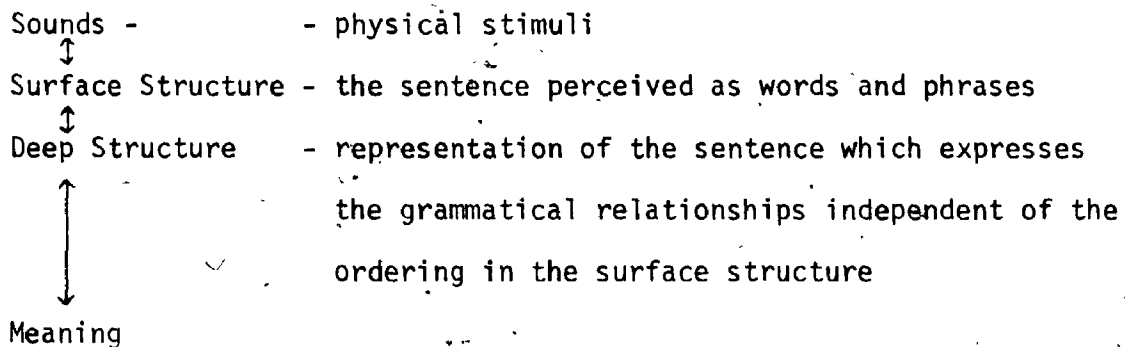 Sounds - - physical stimuli
Surface Structure - the sentence perceived as words and phrases
Deep Structure - representation of the sentence which expresses
the grammatical relationships independent of the
ordering in the surface structure
Meaning